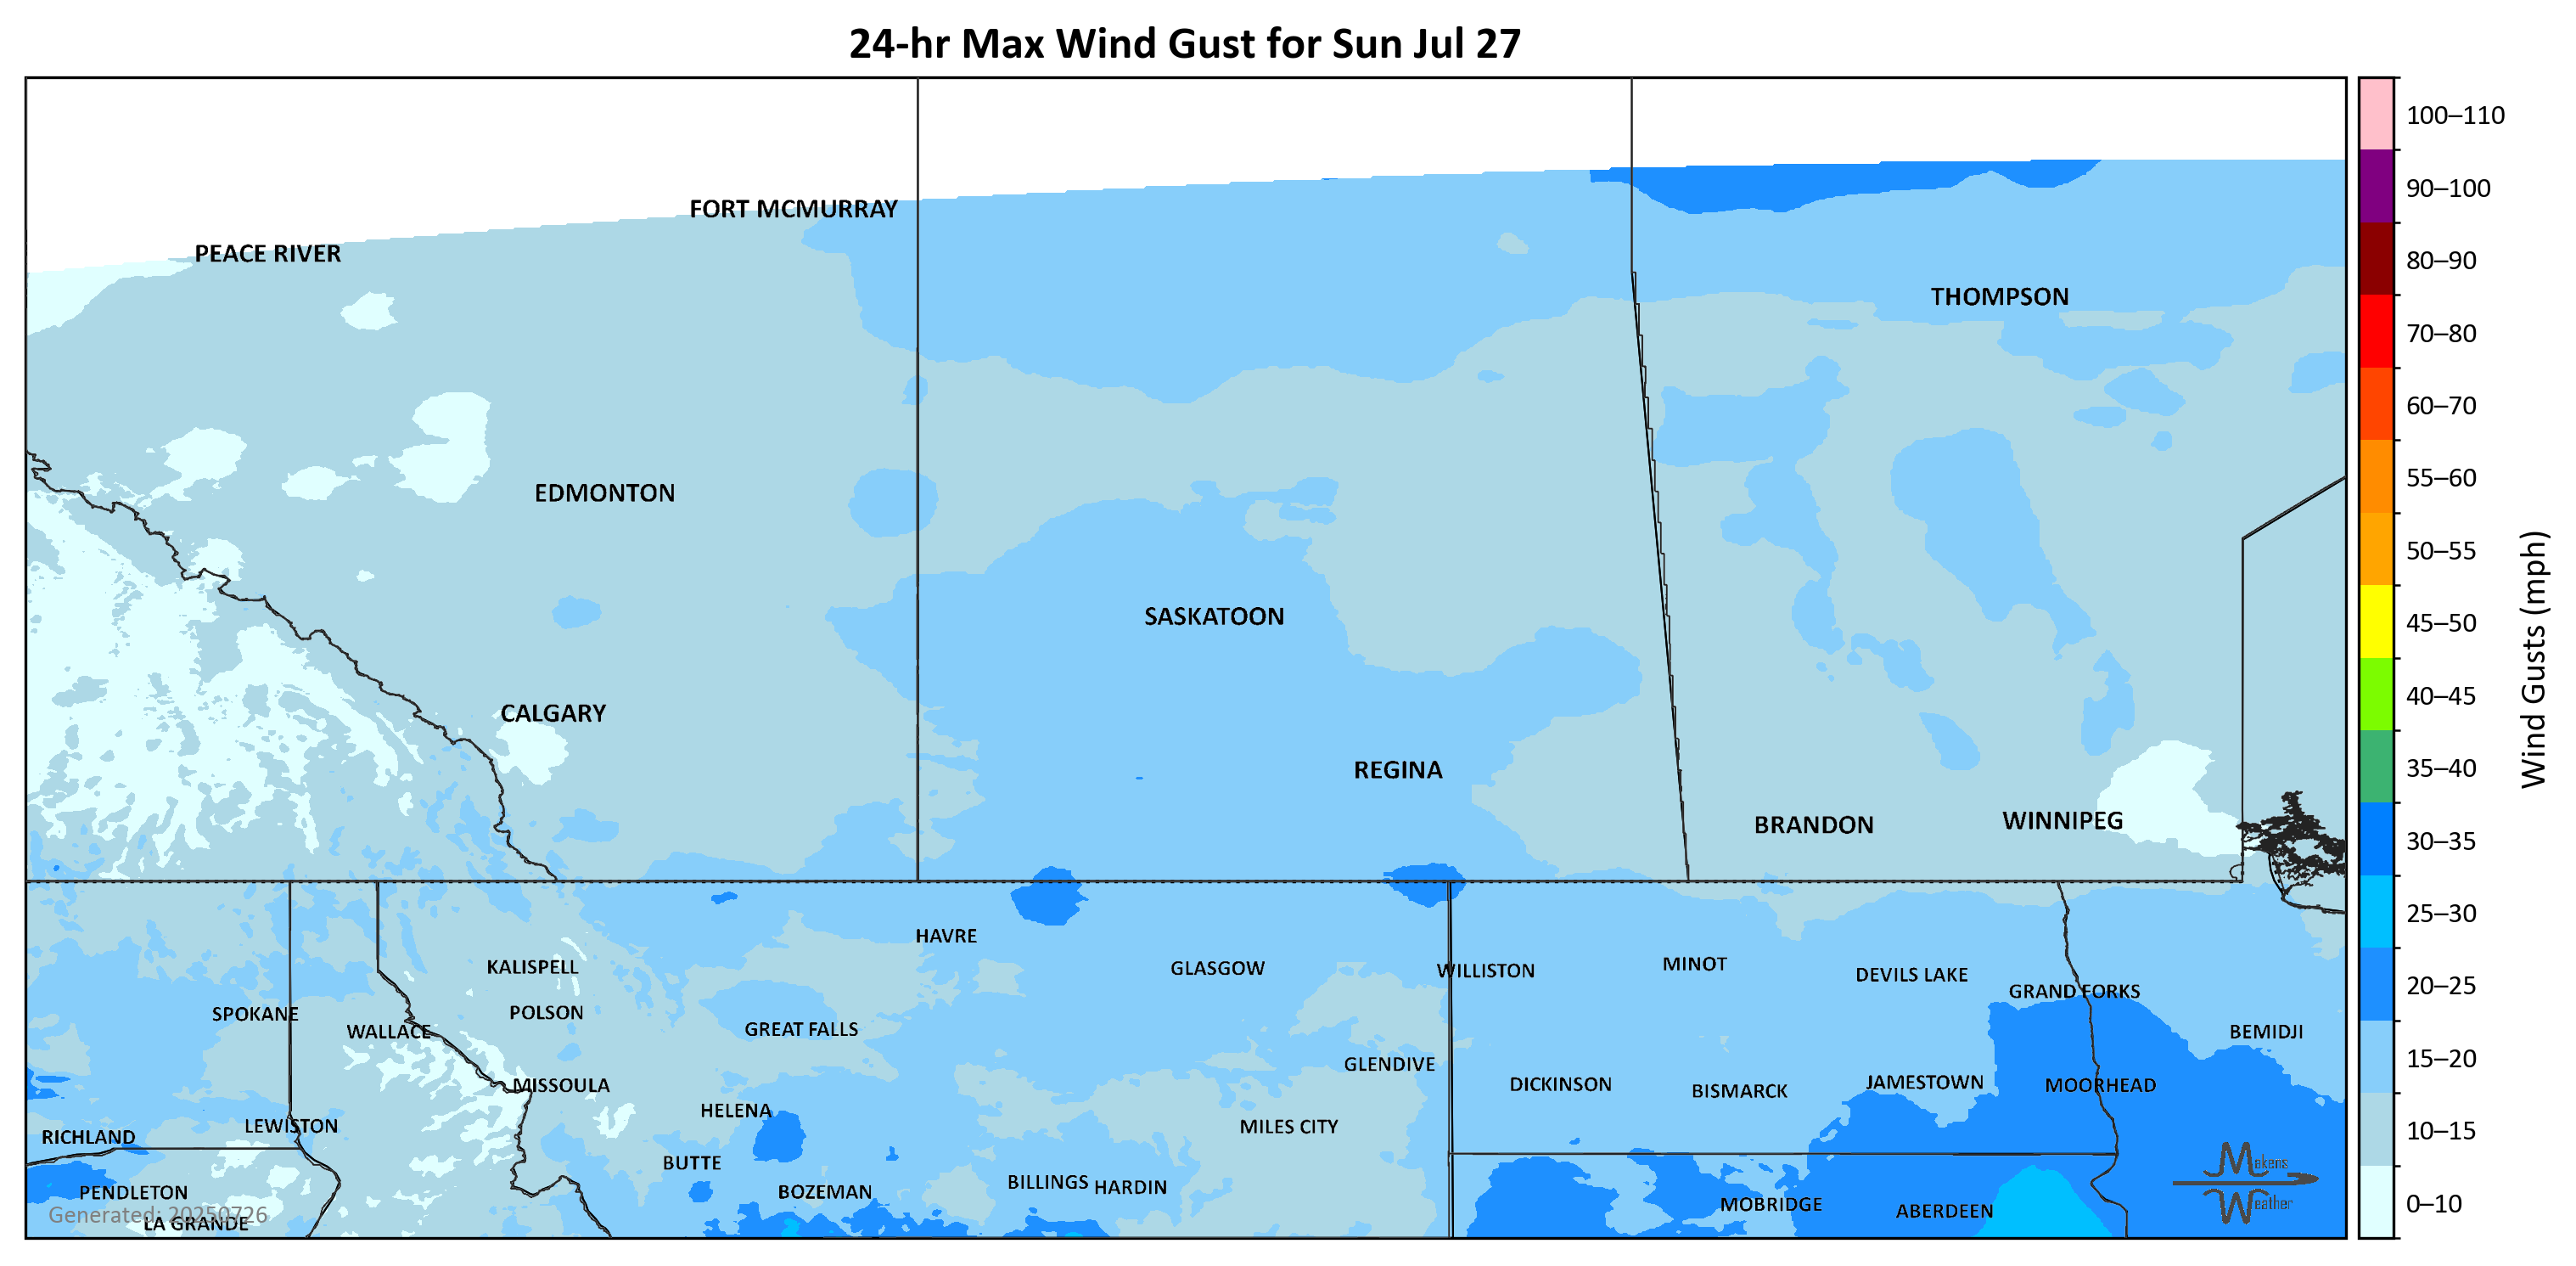 24-hr Max Wind Gust for Sun Jul 27
100–110
FORT MCMURRAY
90–100
PEACE RIVER
80–90
THOMPSON
70–80
60–70
55–60
EDMONTON
50–55
SASKATOON
45–50
Wind Gusts (mph)
40–45
CALGARY
35–40
REGINA
WINNIPEG
BRANDON
30–35
25–30
HAVRE
MINOT
KALISPELL
GLASGOW
WILLISTON
DEVILS LAKE
20–25
GRAND FORKS
POLSON
SPOKANE
GREAT FALLS
WALLACE
BEMIDJI
15–20
GLENDIVE
JAMESTOWN
DICKINSON
MISSOULA
MOORHEAD
BISMARCK
HELENA
LEWISTON
MILES CITY
10–15
RICHLAND
BUTTE
Makens
BILLINGS
HARDIN
PENDLETON
BOZEMAN
Weather
MOBRIDGE
0–10
ABERDEEN
Generated: 20250726
LA GRANDE